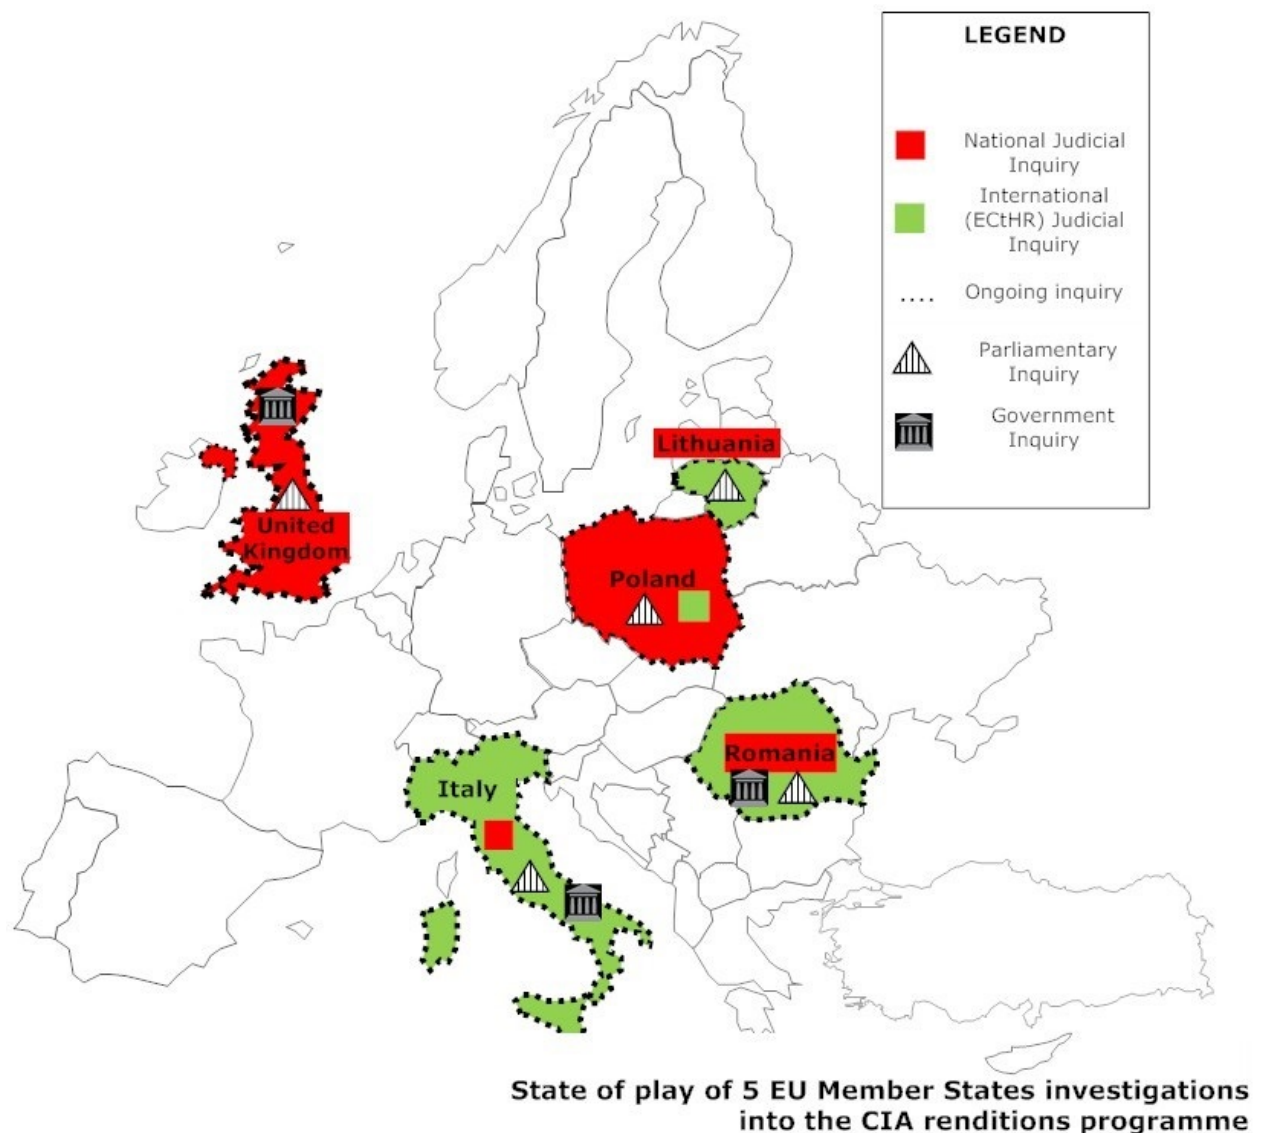 LEGEND
National Judicial
Inquiry
International
(ECtHR) Judicial
Inquiry
.... Ongoing inquiry
Parliamentary
Inquiry
Government
Inquiry
Lithuania
United
Kingdom
Poland
Romania
Italy
State of play of 5 EU Member States investigations
into the CIA renditions programme